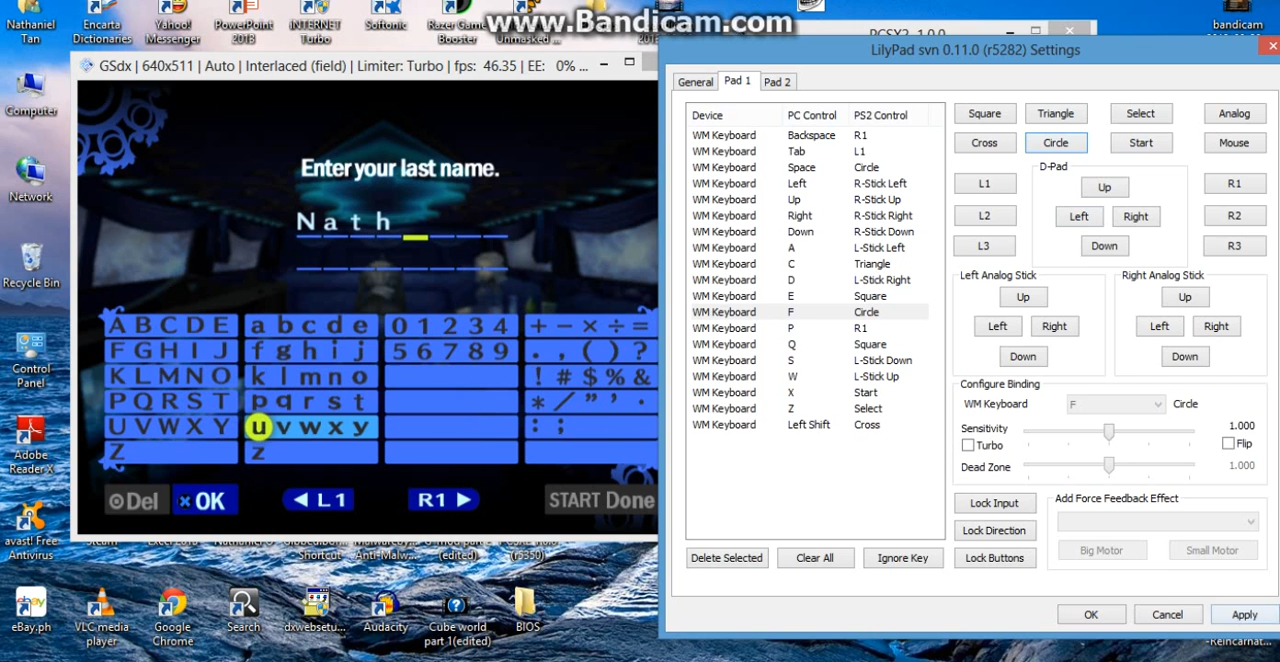 www.Bandicam.com
Nathaniel Tan
Encarta Dictionaries
Yahoo! Messenger
PowerPoint 2013
iNTERNET Turbo
Softonic
Razer Game Booster
Unmasked ...
bandicam
PCSX2 1.0.0
Computer
Network
Recycle Bin
Control Panel
Adobe Reader X
avast! Free Antivirus
eBay.ph
VLC media player
Google Chrome
Search
dxwebsetu...
Audacity
Cube world part 1(edited)
BIOS
Shortcut
Anti-Malw...
(edited)
(r5350)
-Reincarnat...
GSdx | 640x511 | Auto | Interlaced (field) | Limiter: Turbo | fps: 46.35 | EE: 0% ...
Enter your last name.
N a t h
A B C D E a b c d e 0 1 2 3 4 + − × ÷ =
F G H I J f g h i j 5 6 7 8 9 . , ( ) ?
K L M N O k l m n o ! # $ % &
P Q R S T p q r s t * / " ' ·
U V W X Y u v w x y : ;
Z z
Del × OK ◀ L1 R1 ▶ START Done
LilyPad svn 0.11.0 (r5282) Settings
General Pad 1 Pad 2
Device PC Control PS2 Control
WM Keyboard Backspace R1
WM Keyboard Tab L1
WM Keyboard Space Circle
WM Keyboard Left R-Stick Left
WM Keyboard Up R-Stick Up
WM Keyboard Right R-Stick Right
WM Keyboard Down R-Stick Down
WM Keyboard A L-Stick Left
WM Keyboard C Triangle
WM Keyboard D L-Stick Right
WM Keyboard E Square
WM Keyboard F Circle
WM Keyboard P R1
WM Keyboard Q Square
WM Keyboard S L-Stick Down
WM Keyboard W L-Stick Up
WM Keyboard X Start
WM Keyboard Z Select
WM Keyboard Left Shift Cross
Delete Selected Clear All Ignore Key
Square Triangle Select Analog
Cross Circle Start Mouse
D-Pad
L1 Up R1
L2 Left Right R2
L3 Down R3
Left Analog Stick Right Analog Stick
Up Up
Left Right Left Right
Down Down
Configure Binding
WM Keyboard F Circle
Sensitivity 1.000
Turbo Flip
Dead Zone 1.000
Lock Input
Lock Direction
Lock Buttons
Add Force Feedback Effect
Big Motor Small Motor
OK Cancel Apply